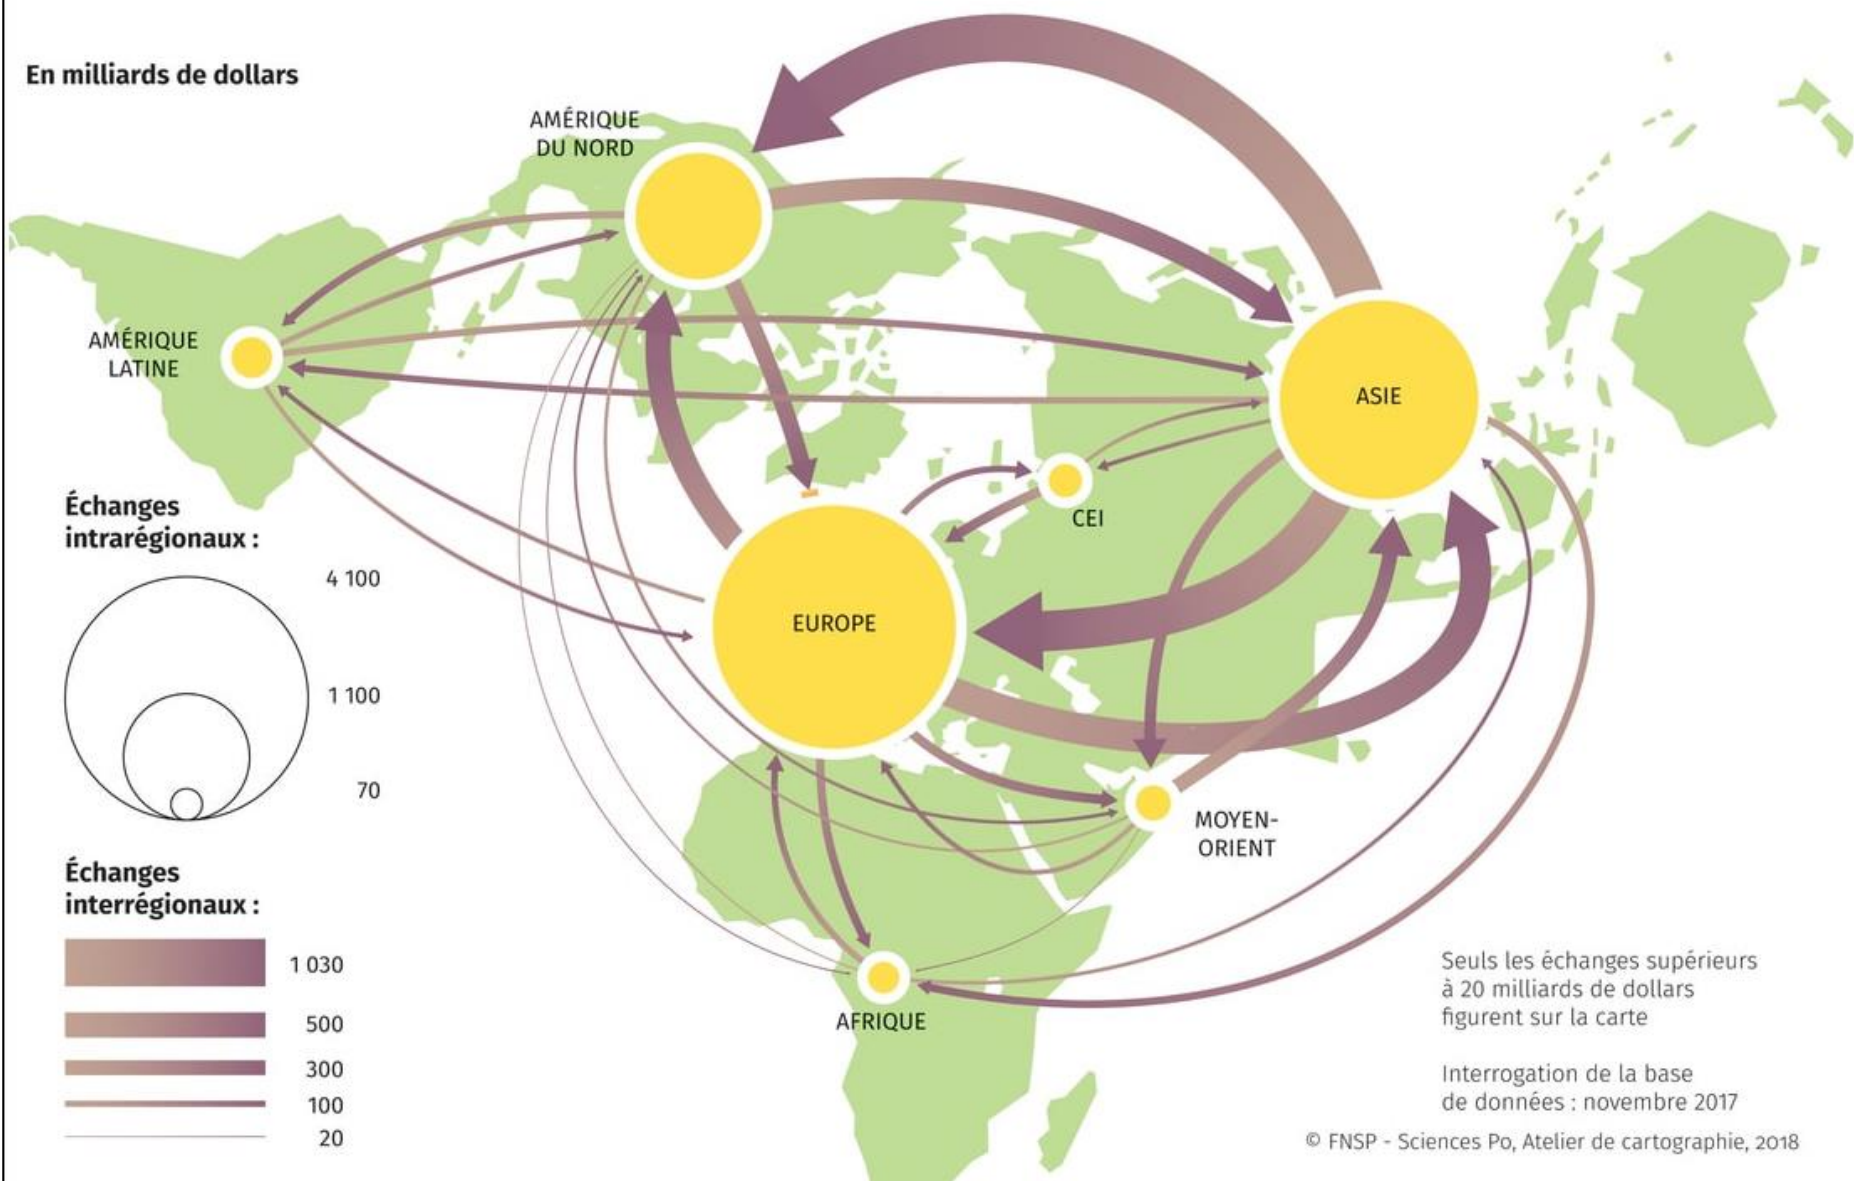 En milliards de dollars
AMÉRIQUE
DU NORD
AMÉRIQUE
LATINE
ASIE
CEI
EUROPE
MOYEN-
ORIENT
AFRIQUE
Échanges
intrarégionaux :
4 100
1 100
70
Échanges
interrégionaux :
1 030
500
300
100
20
Seuls les échanges supérieurs
à 20 milliards de dollars
figurent sur la carte
Interrogation de la base
de données : novembre 2017
© FNSP - Sciences Po, Atelier de cartographie, 2018